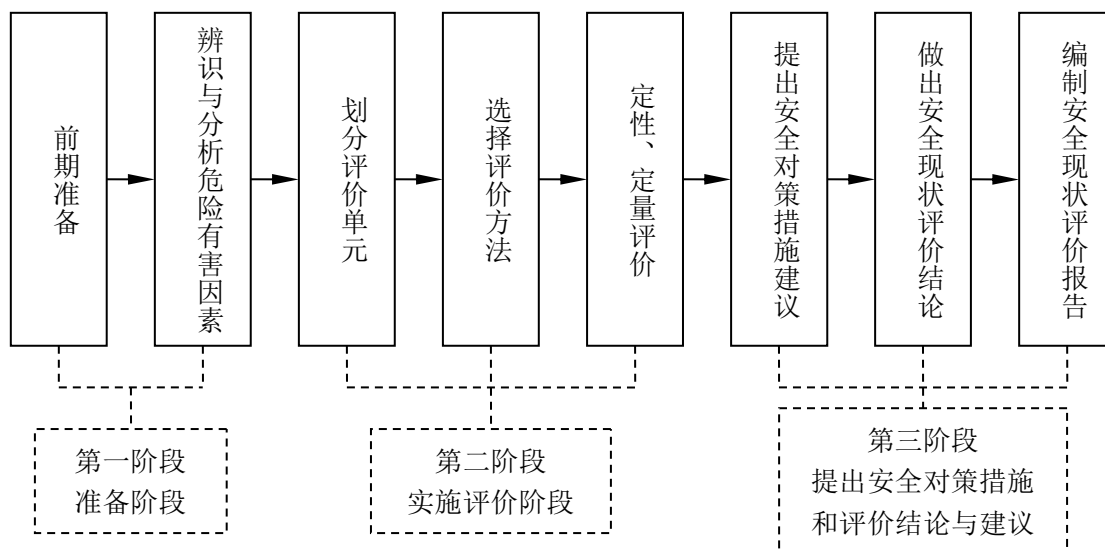 前期准备
辨识与分析危险有害因素
划分评价单元
选择评价方法
定性、定量评价
提出安全对策措施建议
做出安全现状评价结论
编制安全现状评价报告
第一阶段
准备阶段
第二阶段
实施评价阶段
第三阶段
提出安全对策措施
和评价结论与建议